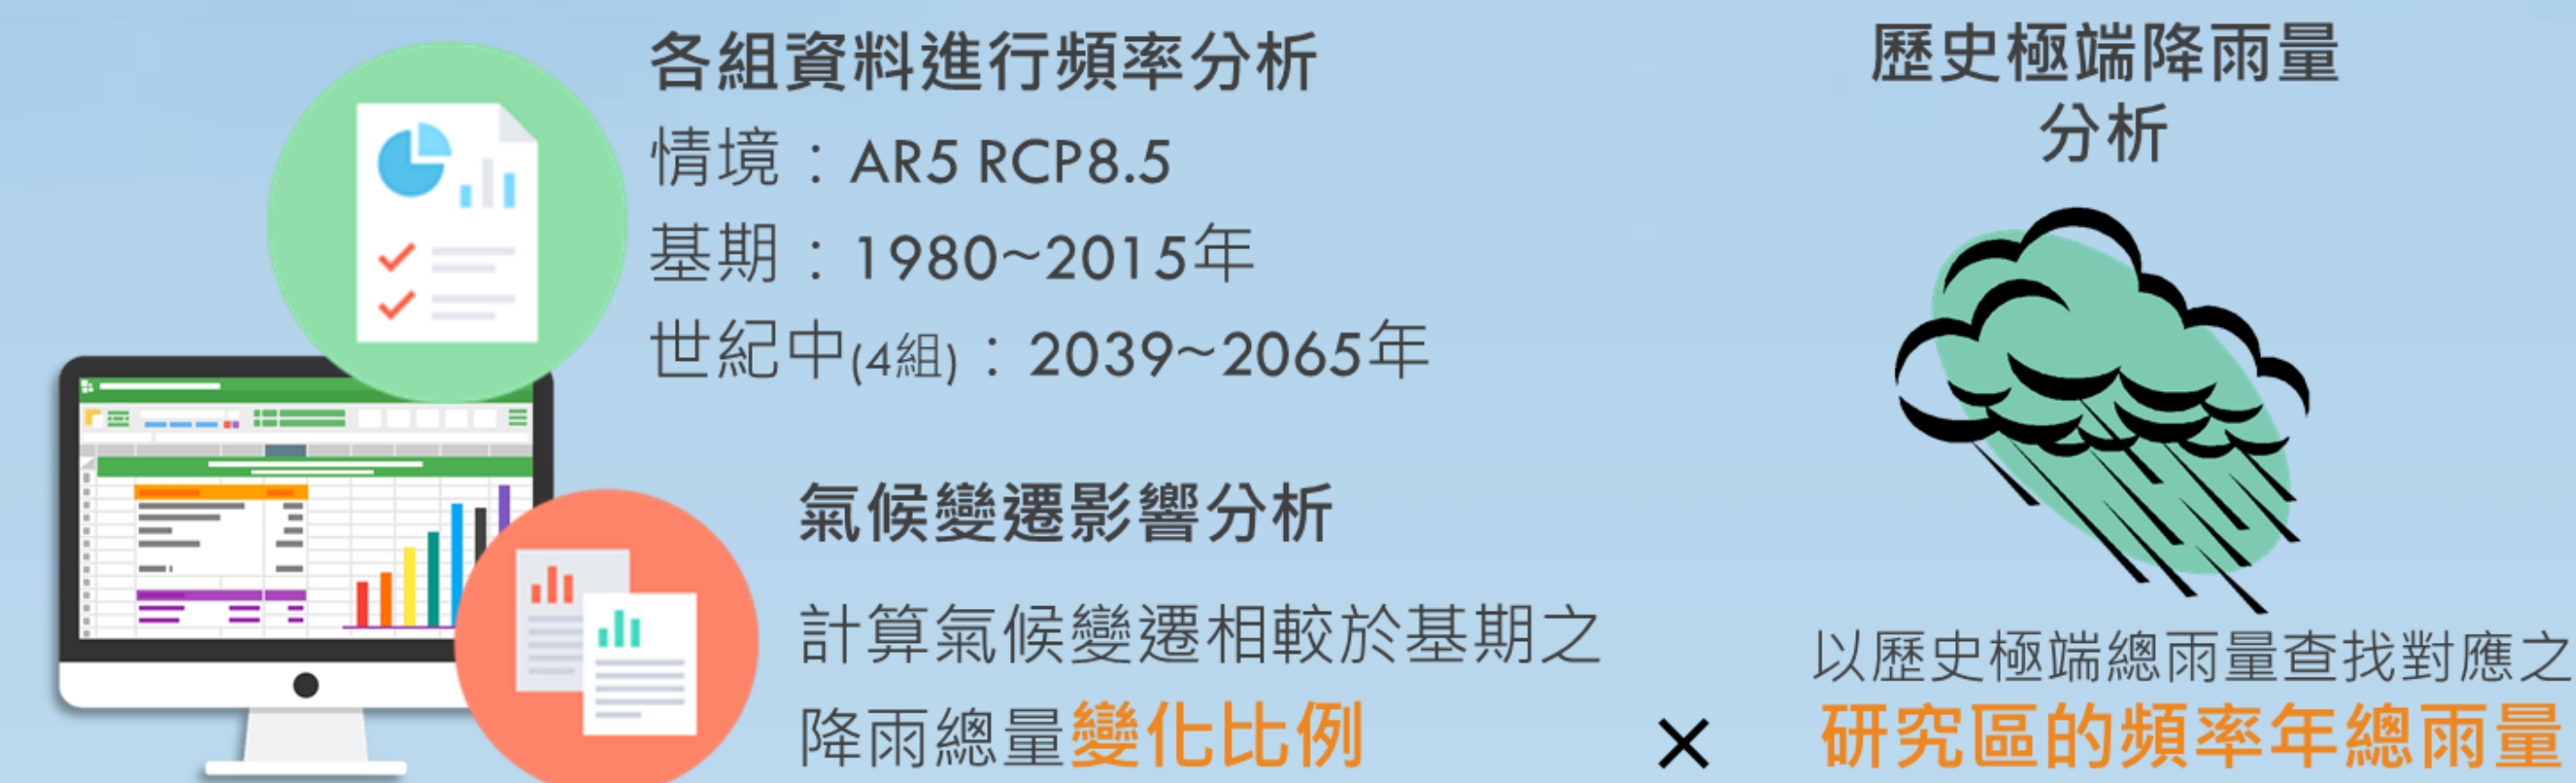 各組資料進行頻率分析
情境：AR5 RCP8.5
基期：1980~2015年
世紀中(4組)：2039~2065年
氣候變遷影響分析
計算氣候變遷相較於基期之
降雨總量變化比例
×
歷史極端降雨量
分析
以歷史極端總雨量查找對應之
研究區的頻率年總雨量